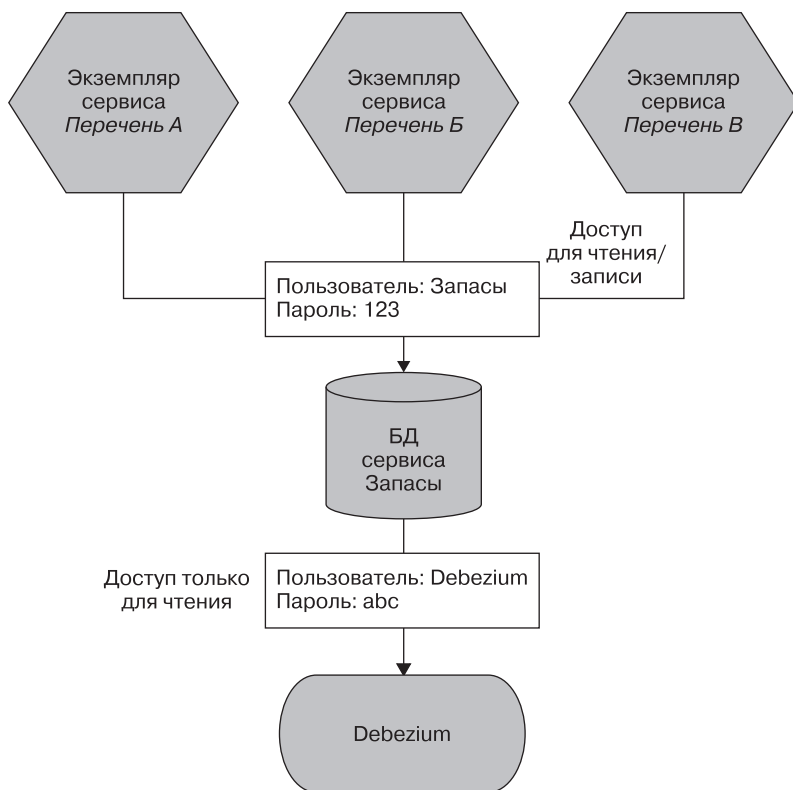 Экземпляр
сервиса
Перечень А
Экземпляр
сервиса
Перечень Б
Экземпляр
сервиса
Перечень В
Доступ
для чтения/
записи
Пользователь: Запасы
Пароль: 123
БД
сервиса
Запасы
Доступ только
для чтения
Пользователь: Debezium
Пароль: abc
Debezium